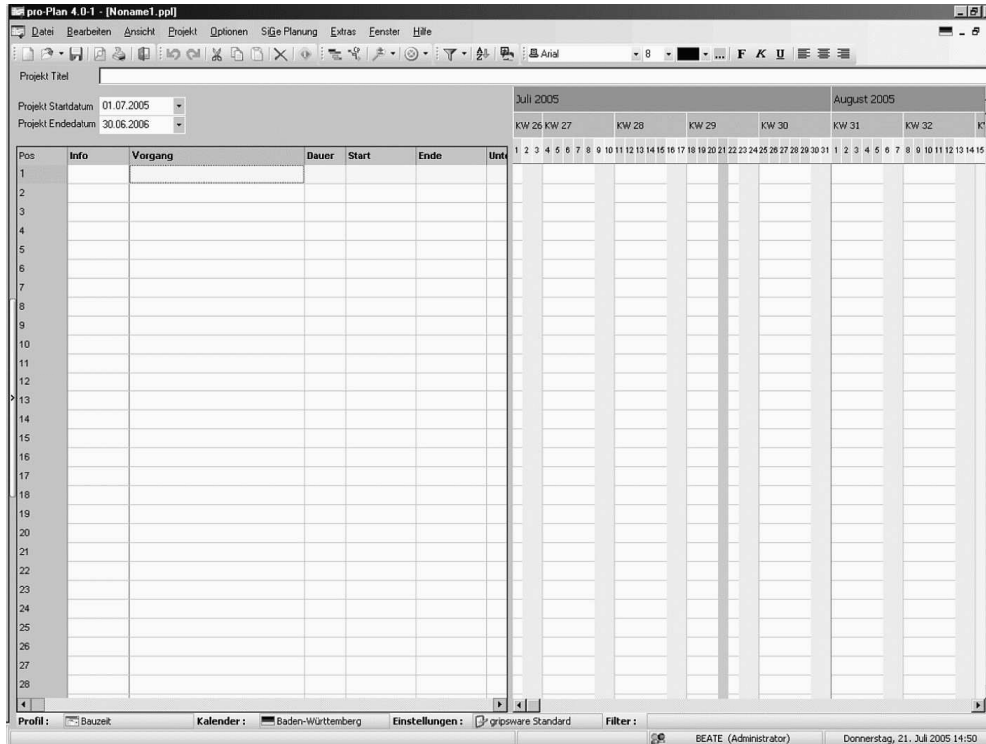 pro-Plan 4.0-1 - [Noname1.ppl]
Datei Bearbeiten Ansicht Projekt Optionen SiGe Planung Extras Fenster Hilfe
Arial 8 ... F K U
Projekt Titel
Projekt Startdatum 01.07.2005
Projekt Endedatum 30.06.2006
Juli 2005 August 2005
KW 26 KW 27 KW 28 KW 29 KW 30 KW 31 KW 32
Pos Info Vorgang Dauer Start Ende Unte
1 2 3 4 5 6 7 8 9 10 11 12 13 14 15 16 17 18 19 20 21 22 23 24 25 26 27 28 29 30 31 1 2 3 4 5 6 7 8 9 10 11 12 13 14 15
1
2
3
4
5
6
7
8
9
10
11
12
13
14
15
16
17
18
19
20
21
22
23
24
25
26
27
28
Profil : Bauzeit Kalender : Baden-Württemberg Einstellungen : gripsware Standard Filter :
BEATE (Administrator) Donnerstag, 21. Juli 2005 14:50